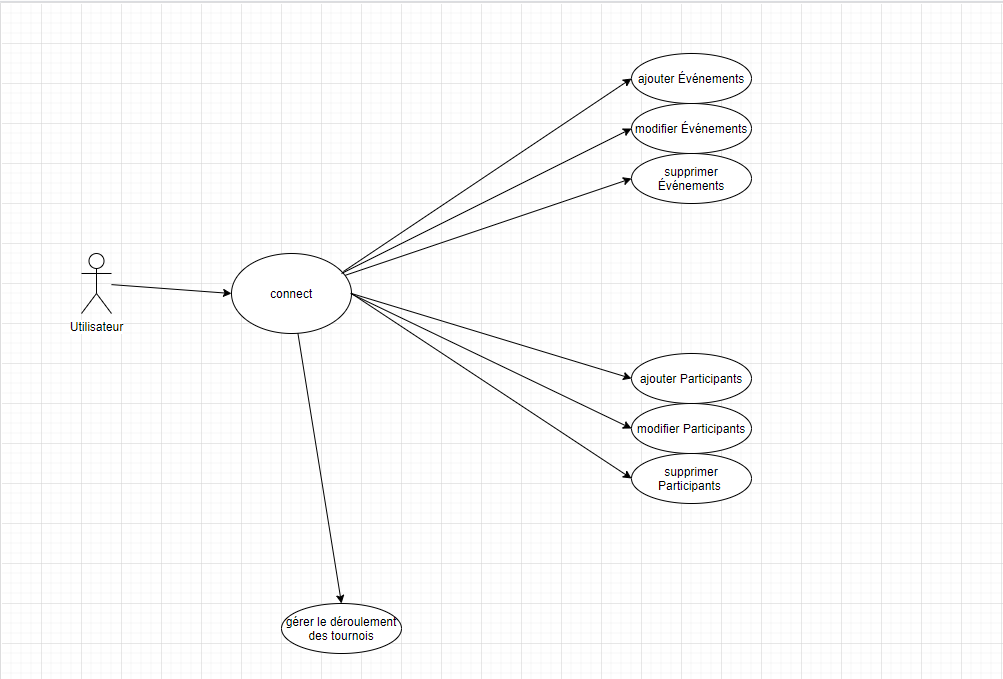 ajouter Événements
modifier Événements
supprimer
Événements
connect
Utilisateur
ajouter Participants
modifier Participants
supprimer
Participants
gérer le déroulement
des tournois